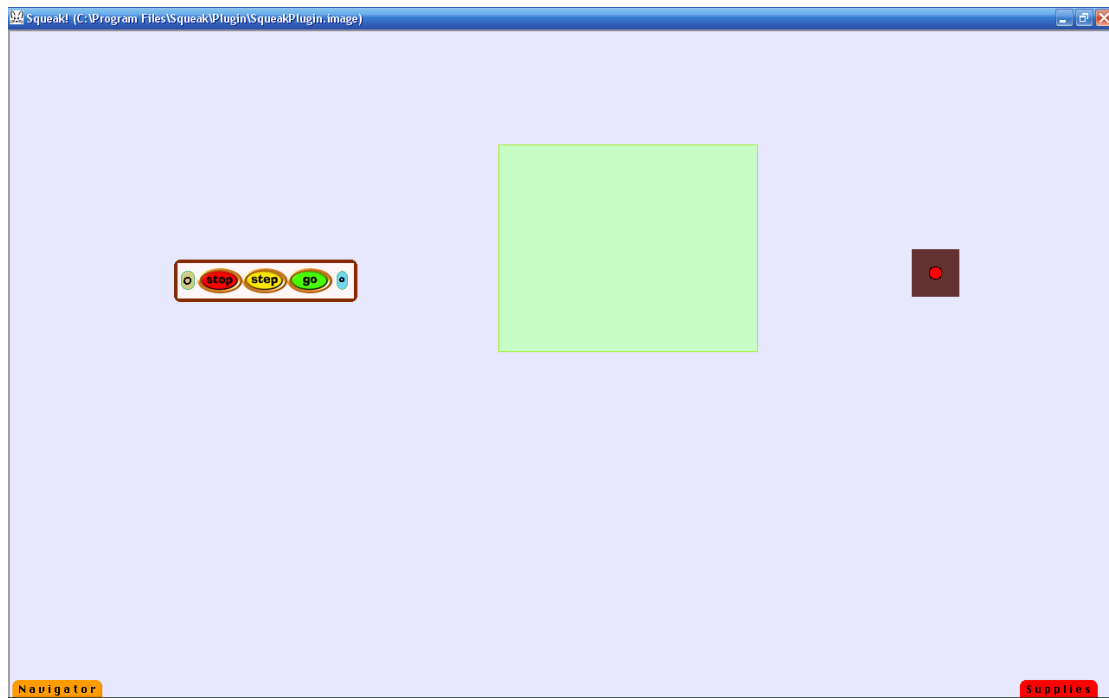 Squeak! (C:\Program Files\Squeak\Plugin\SqueakPlugin.image)
stop step go
Navigator Supplies